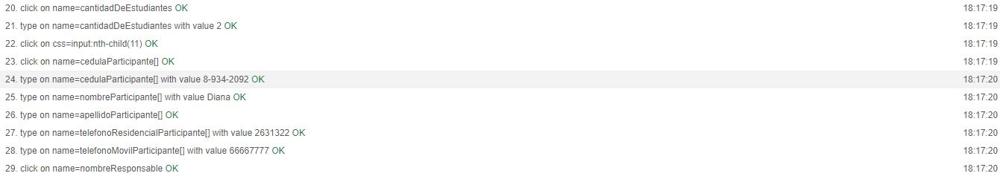 20. click on name=cantidadDeEstudiantes OK 18:17:19
21. type on name=cantidadDeEstudiantes with value 2 OK 18:17:19
22. click on css=input:nth-child(11) OK 18:17:19
23. click on name=cedulaParticipante[] OK 18:17:19
24. type on name=cedulaParticipante[] with value 8-934-2092 OK 18:17:20
25. type on name=nombreParticipante[] with value Diana OK 18:17:20
26. type on name=apellidoParticipante[] OK 18:17:20
27. type on name=telefonoResidencialParticipante[] with value 2631322 OK 18:17:20
28. type on name=telefonoMovilParticipante[] with value 66667777 OK 18:17:20
29. click on name=nombreResponsable OK 18:17:20